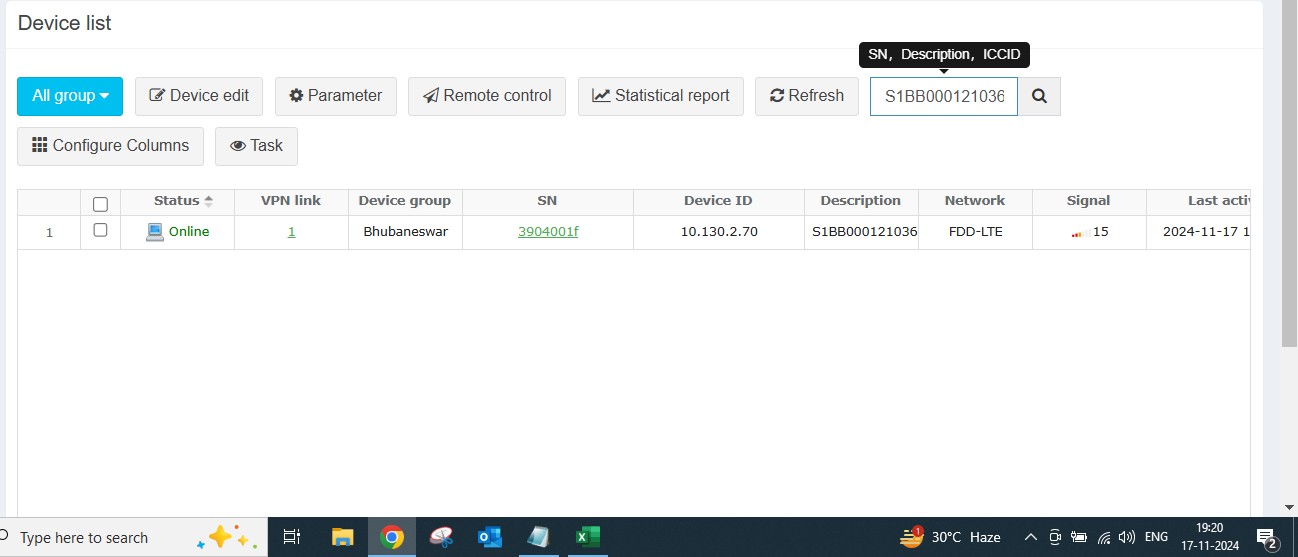 Device list
SN, Description, ICCID
All group
Device edit
Parameter
Remote control
Statistical report
Refresh
S1BB000121036
Configure Columns
Task
Status VPN link Device group SN Device ID Description Network Signal Last activ
1 Online 1 Bhubaneswar 3904001f 10.130.2.70 S1BB000121036 FDD-LTE 15 2024-11-17 1
Type here to search
1
30°C Haze
ENG
19:20
17-11-2024
2